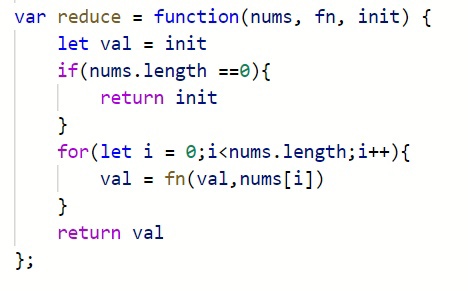 var reduce = function(nums, fn, init) {
    let val = init
    if(nums.length ==0){
        return init
    }
    for(let i = 0;i<nums.length;i++){
        val = fn(val,nums[i])
    }
    return val
};